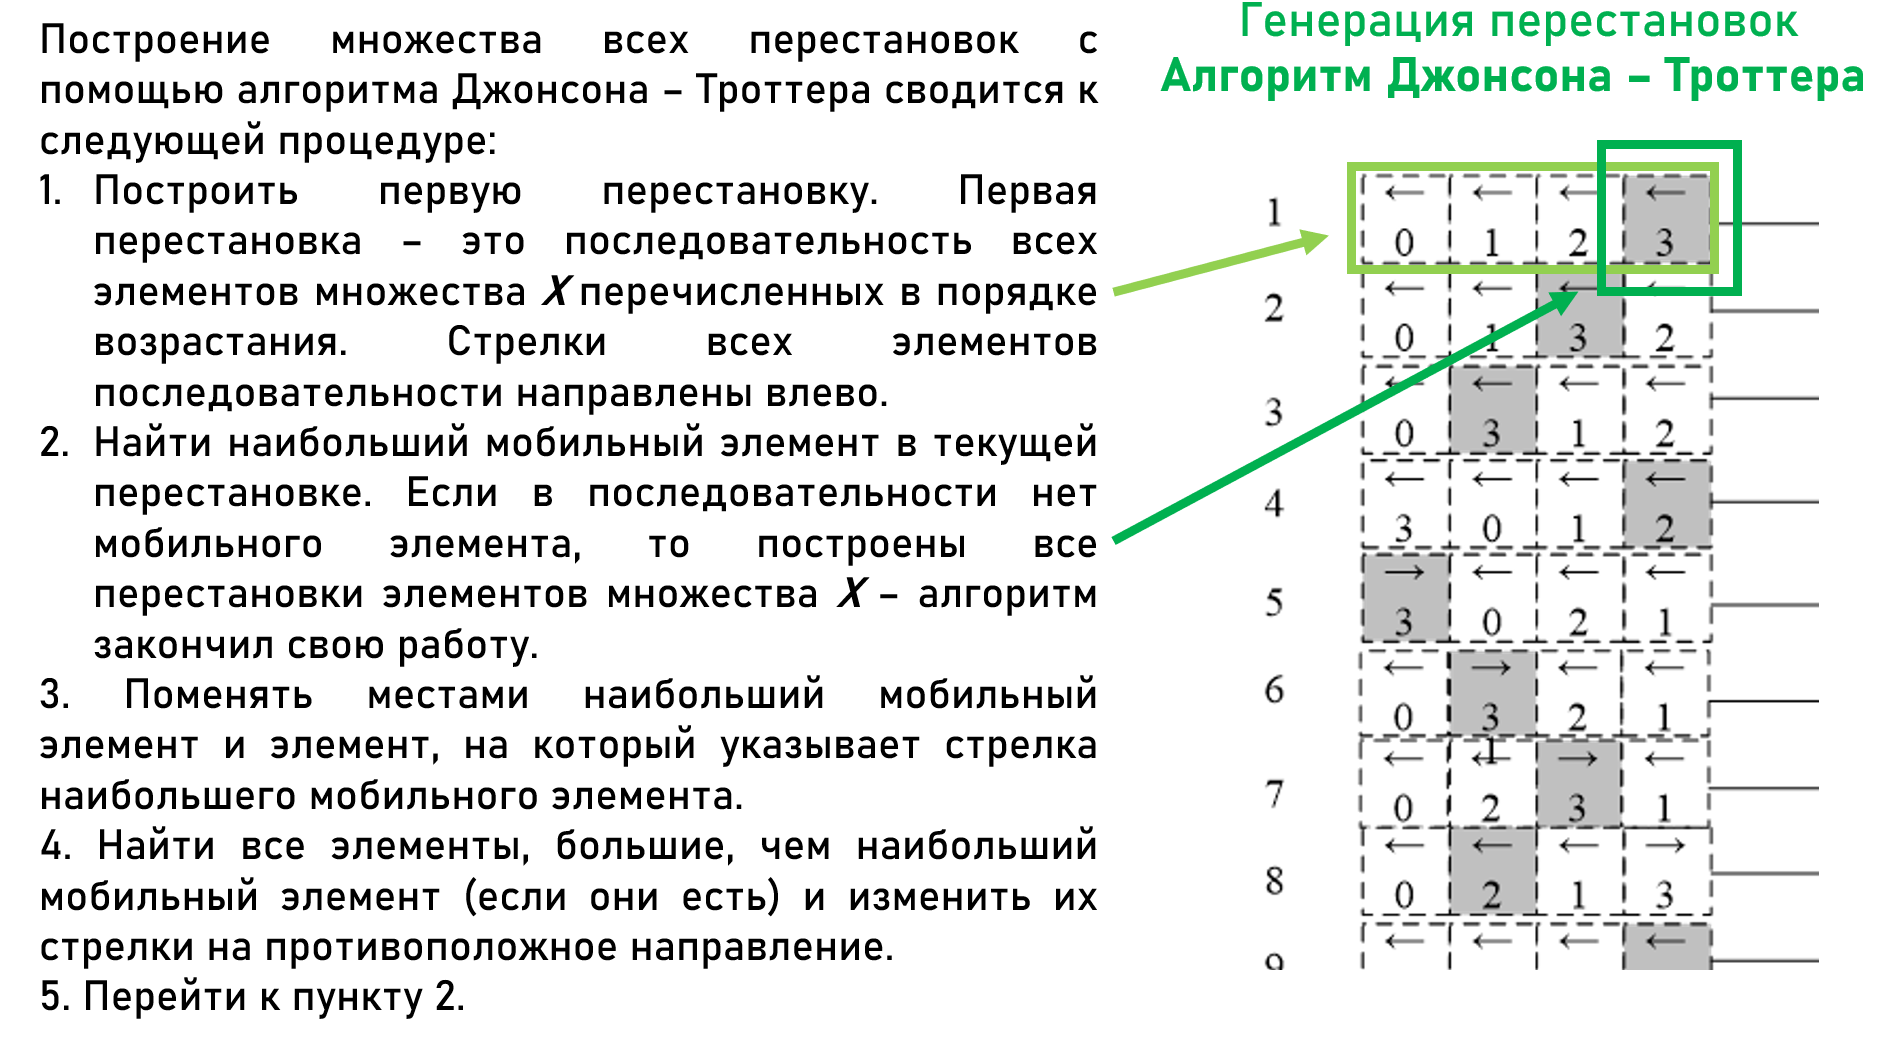 Построение множества всех перестановок с
помощью алгоритма Джонсона – Троттера сводится к
следующей процедуре:
1. Построить первую перестановку. Первая
перестановка – это последовательность всех
элементов множества X перечисленных в порядке
возрастания. Стрелки всех элементов
последовательности направлены влево.
2. Найти наибольший мобильный элемент в текущей
перестановке. Если в последовательности нет
мобильного элемента, то построены все
перестановки элементов множества X – алгоритм
закончил свою работу.
3. Поменять местами наибольший мобильный
элемент и элемент, на который указывает стрелка
наибольшего мобильного элемента.
4. Найти все элементы, большие, чем наибольший
мобильный элемент (если они есть) и изменить их
стрелки на противоположное направление.
5. Перейти к пункту 2.
Генерация перестановок
Алгоритм Джонсона – Троттера
1 ← ← ← ←
0 1 2 3
2 ← ← ← ←
0 1 3 2
3 ← ← ← ←
0 3 1 2
4 ← ← ← ←
3 0 1 2
5 → ← ← ←
3 0 2 1
6 ← → ← ←
0 3 2 1
7 ← ← → ←
0 2 3 1
8 ← ← ← →
0 2 1 3
9 ← ← ← ←